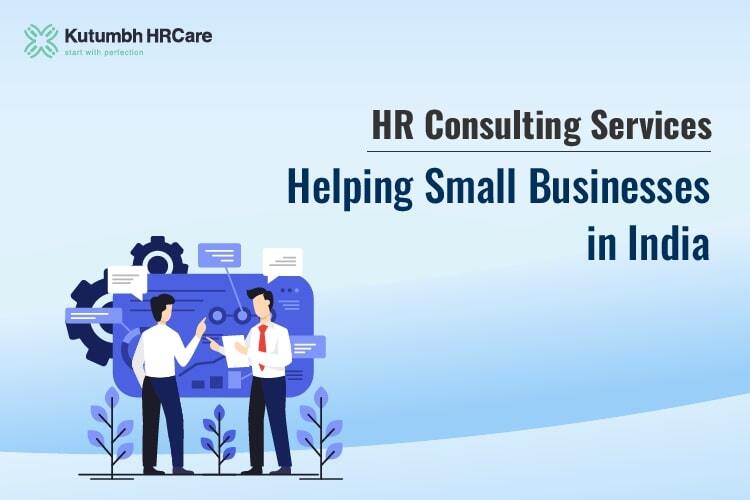 Kutumbh HRCare
start with perfection
HR Consulting Services
Helping Small Businesses
in India